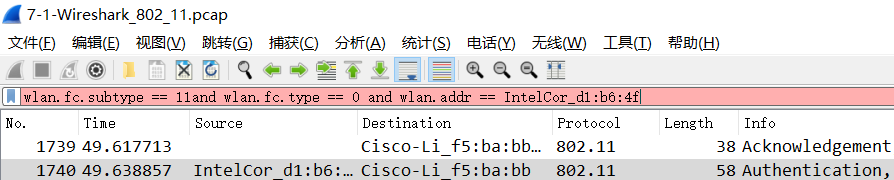 7-1-Wireshark_802_11.pcap
文件(F) 编辑(E) 视图(V) 跳转(G) 捕获(C) 分析(A) 统计(S) 电话(Y) 无线(W) 工具(T) 帮助(H)
wlan.fc.subtype == 11and wlan.fc.type == 0 and wlan.addr == IntelCor_d1:b6:4f
No. Time Source Destination Protocol Length Info
1739 49.617713 Cisco-Li_f5:ba:bb… 802.11 38 Acknowledgement
1740 49.638857 IntelCor_d1:b6:… Cisco-Li_f5:ba:bb 802.11 58 Authentication,